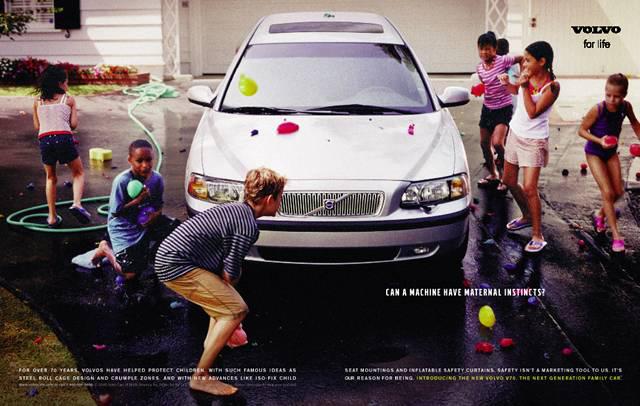 VOLVO
for life
CAN A MACHINE HAVE MATERNAL INSTINCTS?
FOR OVER 70 YEARS, VOLVOS HAVE HELPED PROTECT CHILDREN. WITH SUCH FAMOUS IDEAS AS
STEEL ROLL CAGE DESIGN AND CRUMPLE ZONES. AND WITH NEW ADVANCES LIKE ISO-FIX CHILD
SEAT MOUNTINGS AND INFLATABLE SAFETY CURTAINS. SAFETY ISN'T A MARKETING TOOL TO US. IT'S
OUR REASON FOR BEING. INTRODUCING THE NEW VOLVO V70. THE NEXT GENERATION FAMILY CAR.